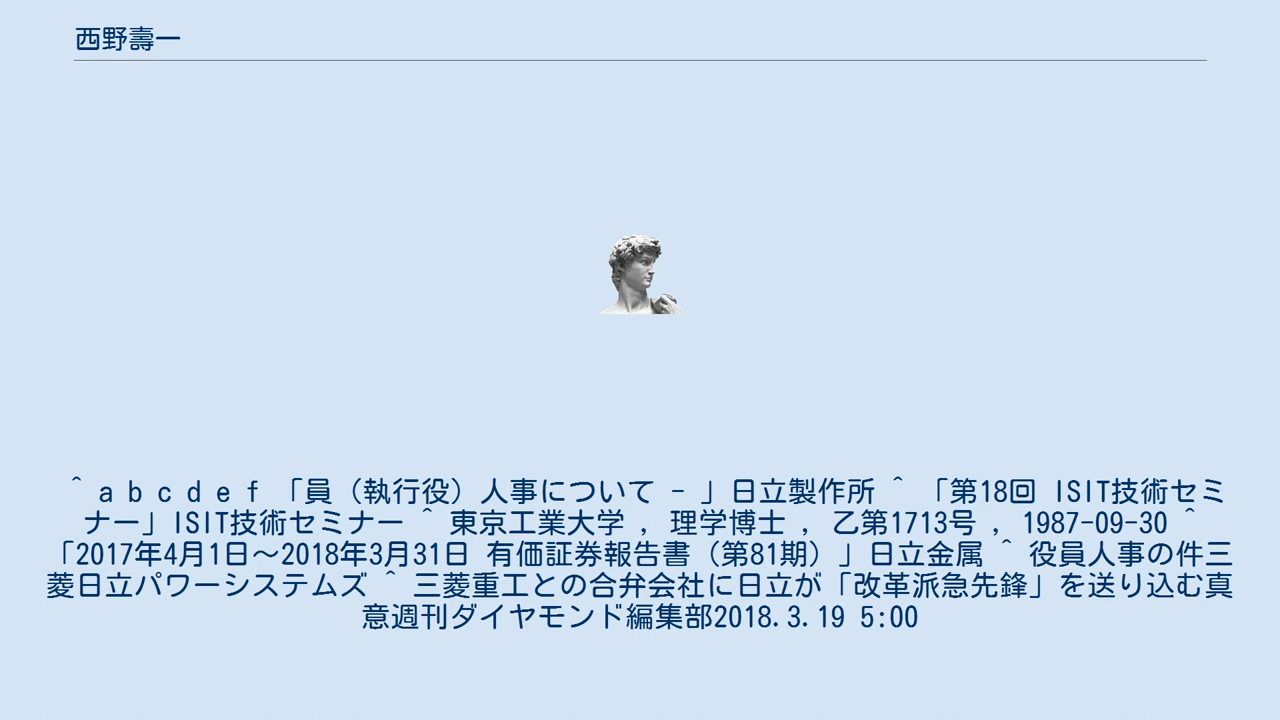 西野壽一
^ a b c d e f 「員（執行役）人事について - 」日立製作所 ^ 「第18回 ISIT技術セミ
ナー」ISIT技術セミナー ^ 東京工業大学 , 理学博士 , 乙第1713号 , 1987-09-30 ^
「2017年4月1日～2018年3月31日 有価証券報告書（第81期）」日立金属 ^ 役員人事の件三
菱日立パワーシステムズ ^ 三菱重工との合弁会社に日立が「改革派急先鋒」を送り込む真
意週刊ダイヤモンド編集部2018.3.19 5:00